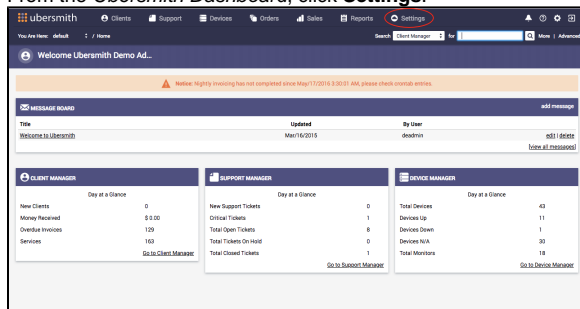 From the Ubersmith Dashboard, click Settings.
ubersmith Clients Support Devices Orders Sales Reports Settings
You Are Here: default / Home Search Client Manager for More | Advanced
Welcome Ubersmith Demo Ad...
Notice: Nightly invoicing has not completed since May/17/2016 3:30:01 AM, please check crontab entries.
MESSAGE BOARD add message
Title Updated By User
Welcome to Ubersmith Mar/16/2015 deadmin edit | delete
[view all messages]
CLIENT MANAGER
Day at a Glance
New Clients 0
Money Received $ 0.00
Overdue Invoices 129
Services 163
Go to Client Manager
SUPPORT MANAGER
Day at a Glance
New Support Tickets 0
Critical Tickets 1
Total Open Tickets 8
Total Tickets On Hold 0
Total Closed Tickets 1
Go to Support Manager
DEVICE MANAGER
Day at a Glance
Total Devices 43
Devices Up 11
Devices Down 1
Devices N/A 30
Total Monitors 18
Go to Device Manager